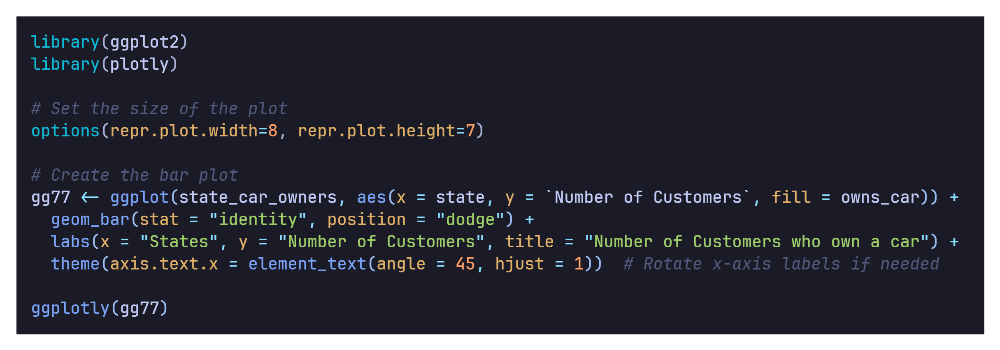 library(ggplot2)
library(plotly)
# Set the size of the plot
options(repr.plot.width=8, repr.plot.height=7)
# Create the bar plot
gg77 <- ggplot(state_car_owners, aes(x = state, y = `Number of Customers`, fill = owns_car)) +
  geom_bar(stat = "identity", position = "dodge") +
  labs(x = "States", y = "Number of Customers", title = "Number of Customers who own a car") +
  theme(axis.text.x = element_text(angle = 45, hjust = 1))  # Rotate x-axis labels if needed
ggplotly(gg77)